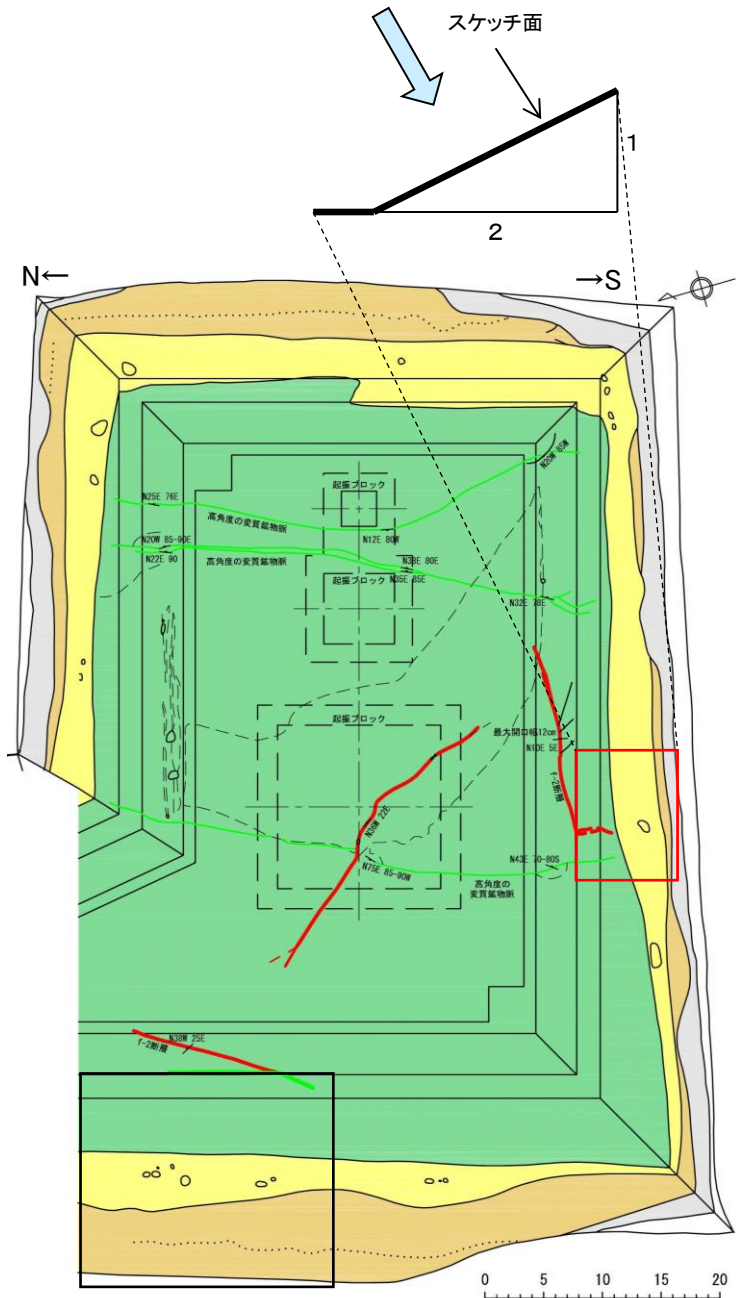 スケッチ面
1
2
N←
→S
N20W 85W
起振ブロック
N25E 76E
高角度の変質鉱物脈
N12E 80W
N20W 85-90E
N22E 90
高角度の変質鉱物脈
N38E 80E
起振ブロック
N35E 85E
N32E 78E
起振ブロック
最大開口幅12cm
N10E 5E
f-2断層
N36W 22E
N75E 85-90W
N43E 70-80S
高角度の
変質鉱物脈
N38W 25E
f-2断層
0 5 10 15 20